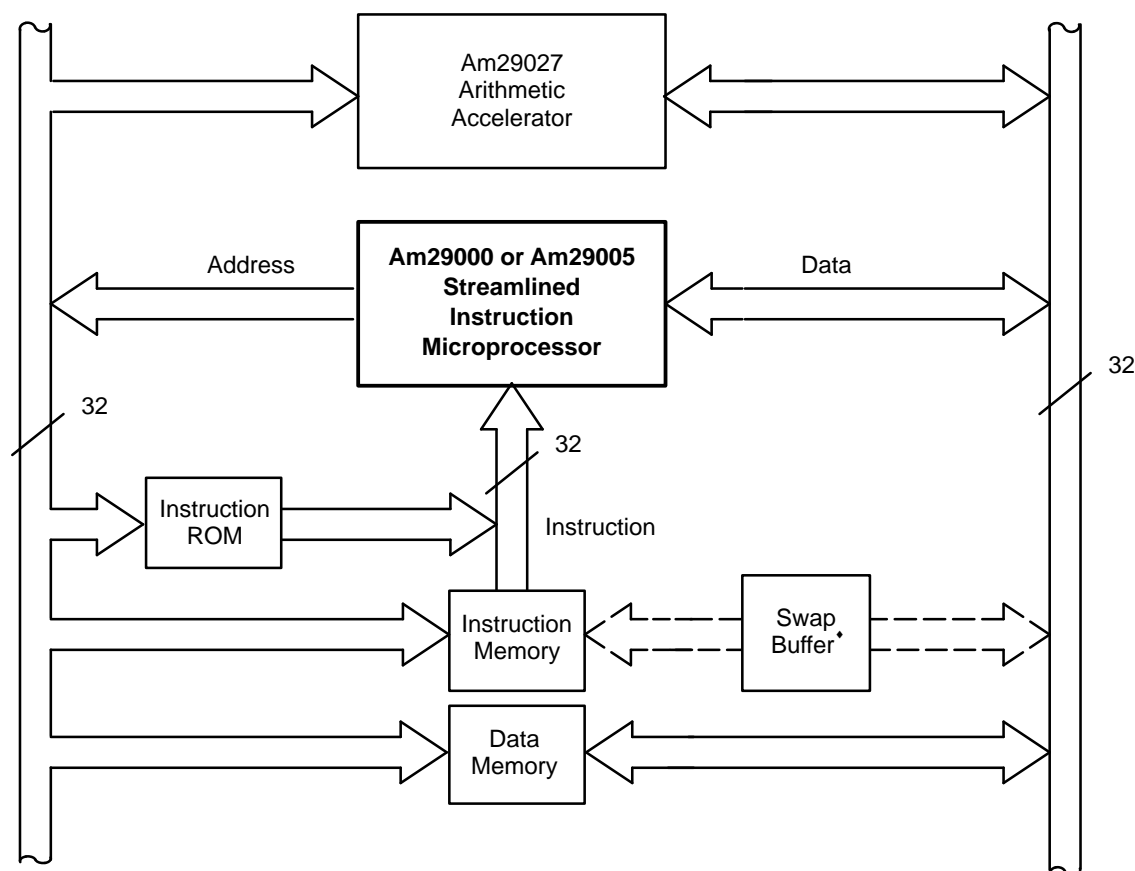 Am29027
Arithmetic
Accelerator
Address
Am29000 or Am29005
Streamlined
Instruction
Microprocessor
Data
32
32
32
Instruction
ROM
Instruction
Instruction
Memory
Swap
Buffer♦
Data
Memory